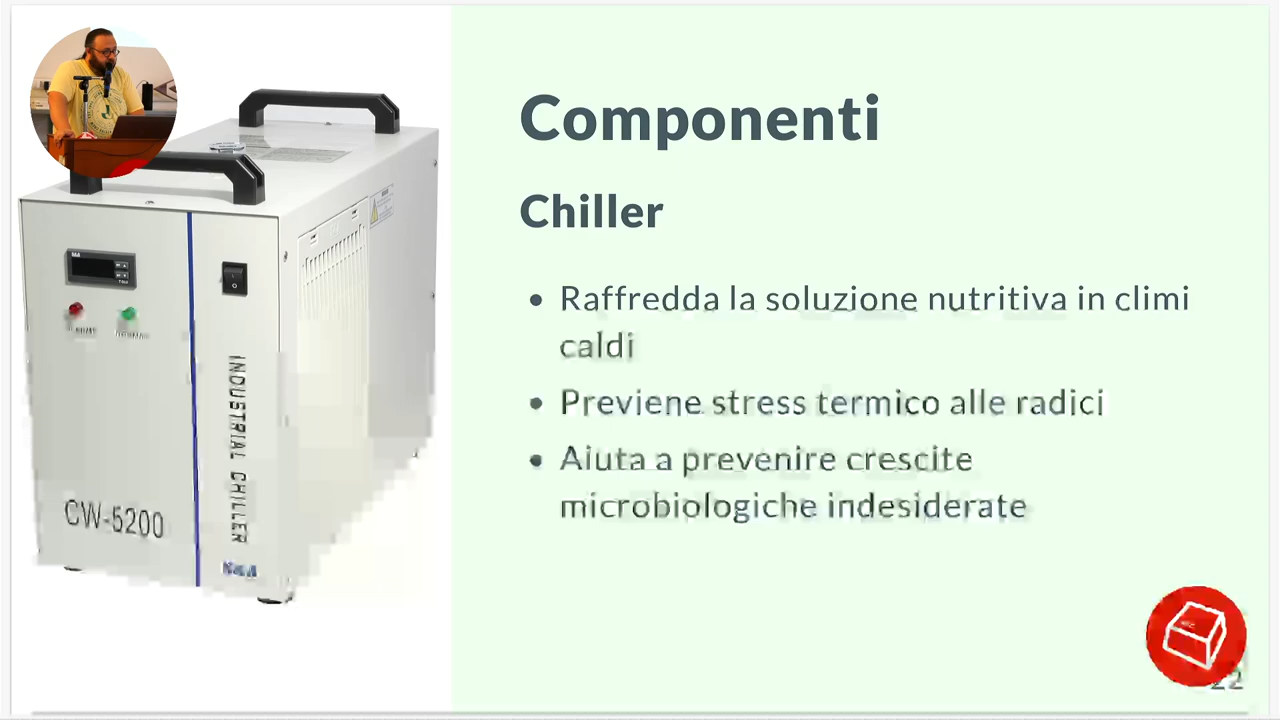 Componenti
Chiller
• Raffredda la soluzione nutritiva in climi
caldi
• Previene stress termico alle radici
• Aiuta a prevenire crescite
microbiologiche indesiderate
INDUSTRIAL CHILLER
CW-5200
22